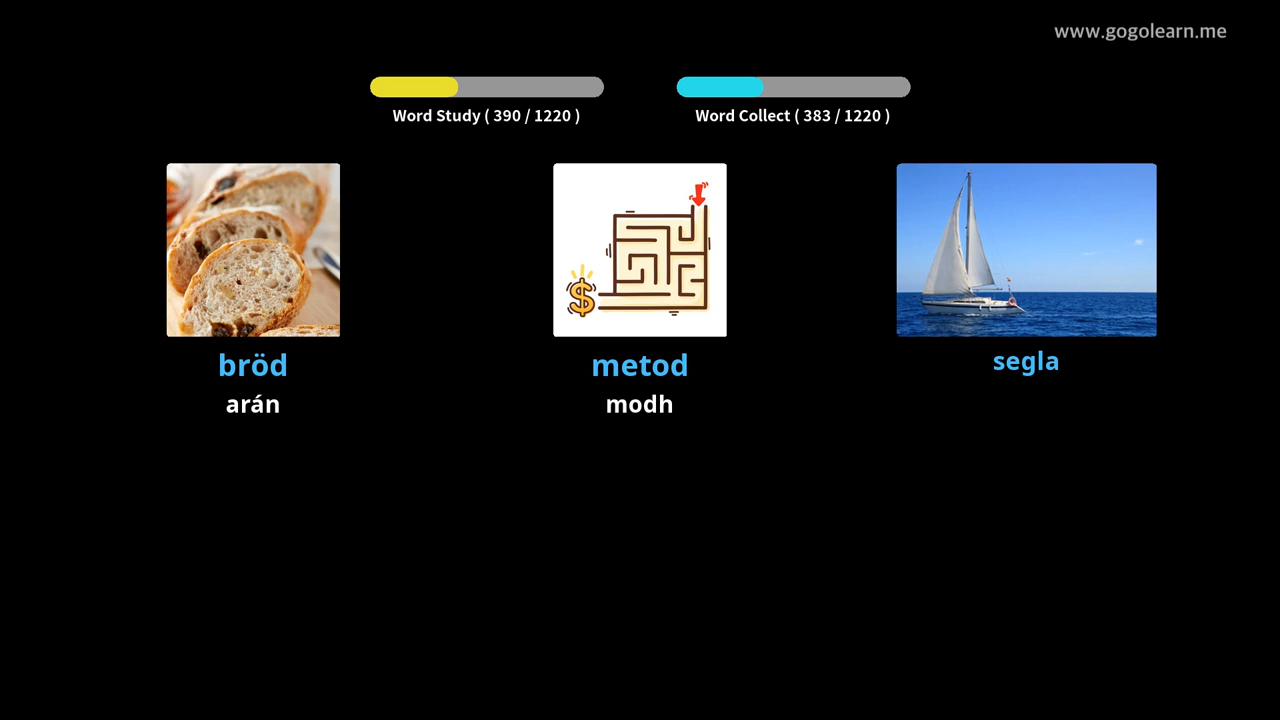 www.gogolearn.me
Word Study ( 390 / 1220 )
Word Collect ( 383 / 1220 )
bröd
arán
metod
modh
segla